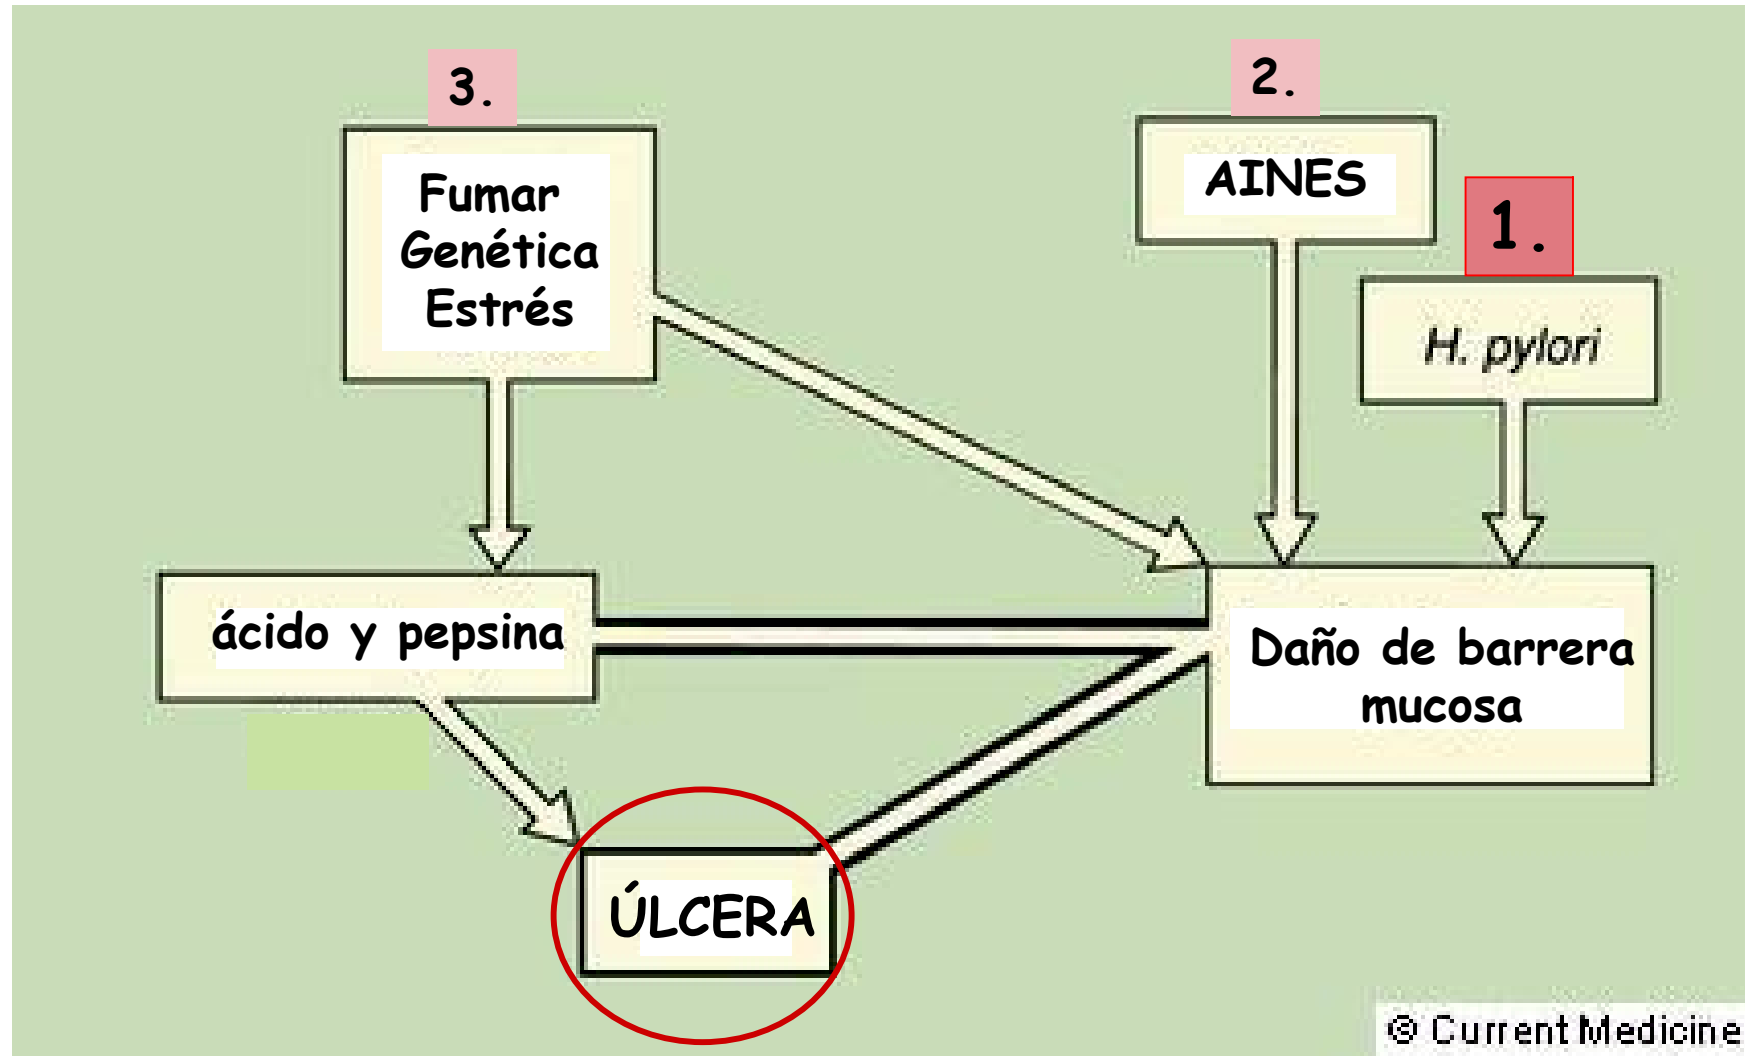 3.
Fumar
Genética
Estrés
2.
AINES
1.
H. pylori
ácido y pepsina
Daño de barrera
mucosa
ÚLCERA
© Current Medicine